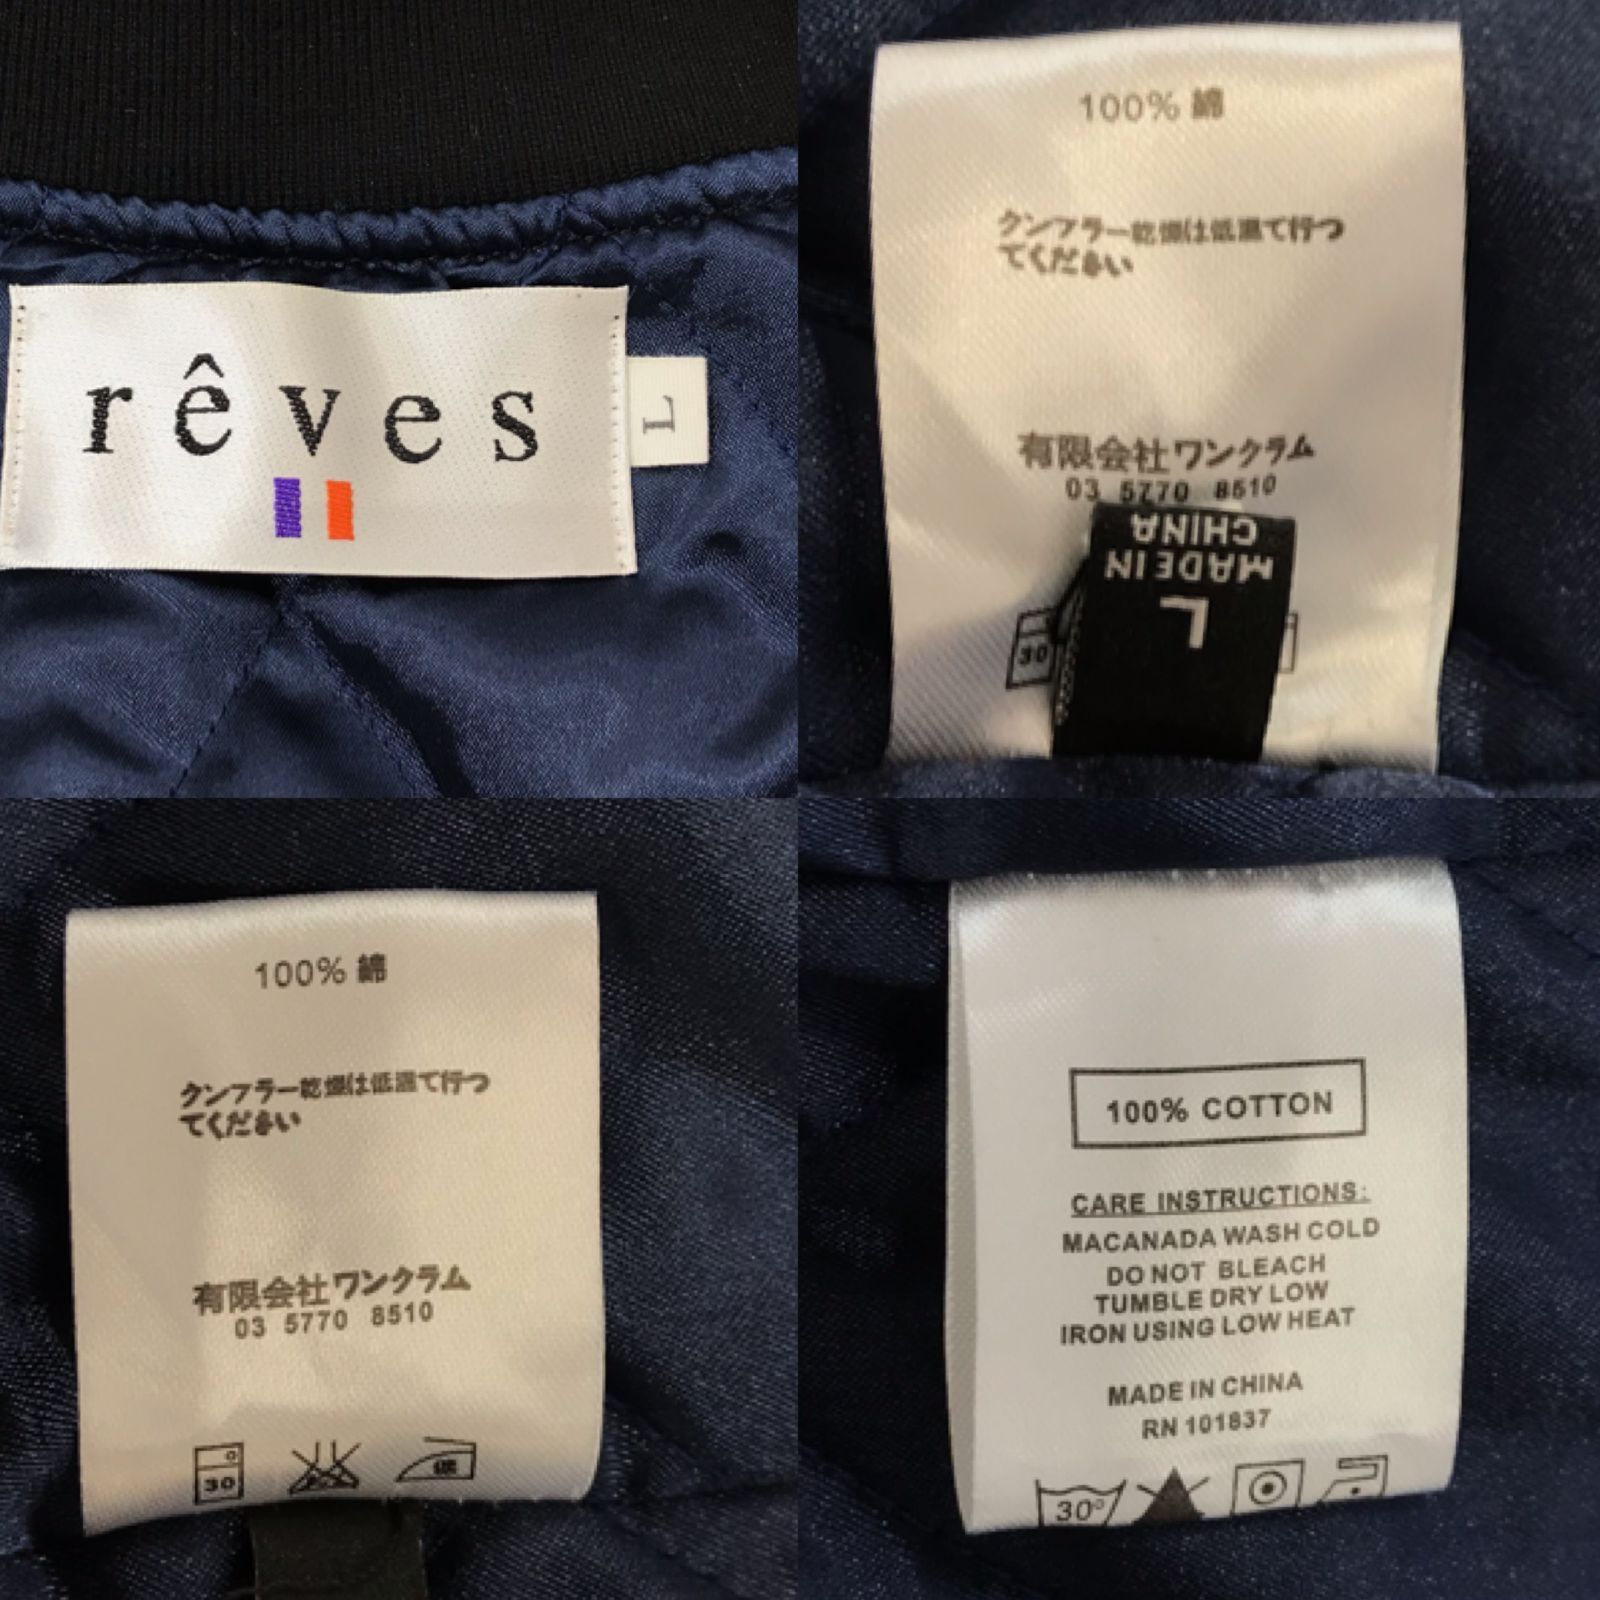 rêves
L
100% 綿
クンフラー乾燥は低温て行つ
てください
有限会社ワンクラム
03 5770 8510
MADE IN
CHINA
L
30
100% 綿
クンフラー乾燥は低温て行つ
てください
有限会社ワンクラム
03 5770 8510
30
低
100% COTTON
CARE INSTRUCTIONS:
MACANADA WASH COLD
DO NOT BLEACH
TUMBLE DRY LOW
IRON USING LOW HEAT
MADE IN CHINA
RN 101837
30°